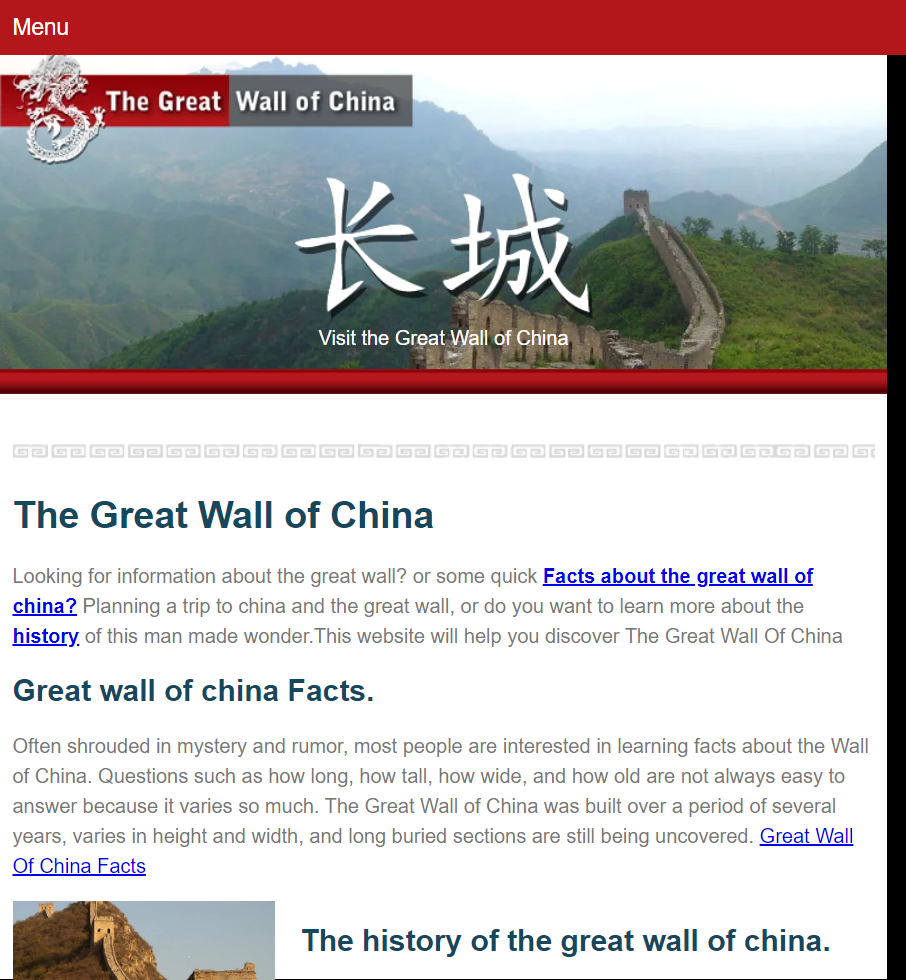 Menu
The Great Wall of China
长城
Visit the Great Wall of China
The Great Wall of China
Looking for information about the great wall? or some quick Facts about the great wall of
china? Planning a trip to china and the great wall, or do you want to learn more about the
history of this man made wonder.This website will help you discover The Great Wall Of China
Great wall of china Facts.
Often shrouded in mystery and rumor, most people are interested in learning facts about the Wall
of China. Questions such as how long, how tall, how wide, and how old are not always easy to
answer because it varies so much. The Great Wall of China was built over a period of several
years, varies in height and width, and long buried sections are still being uncovered. Great Wall
Of China Facts
The history of the great wall of china.